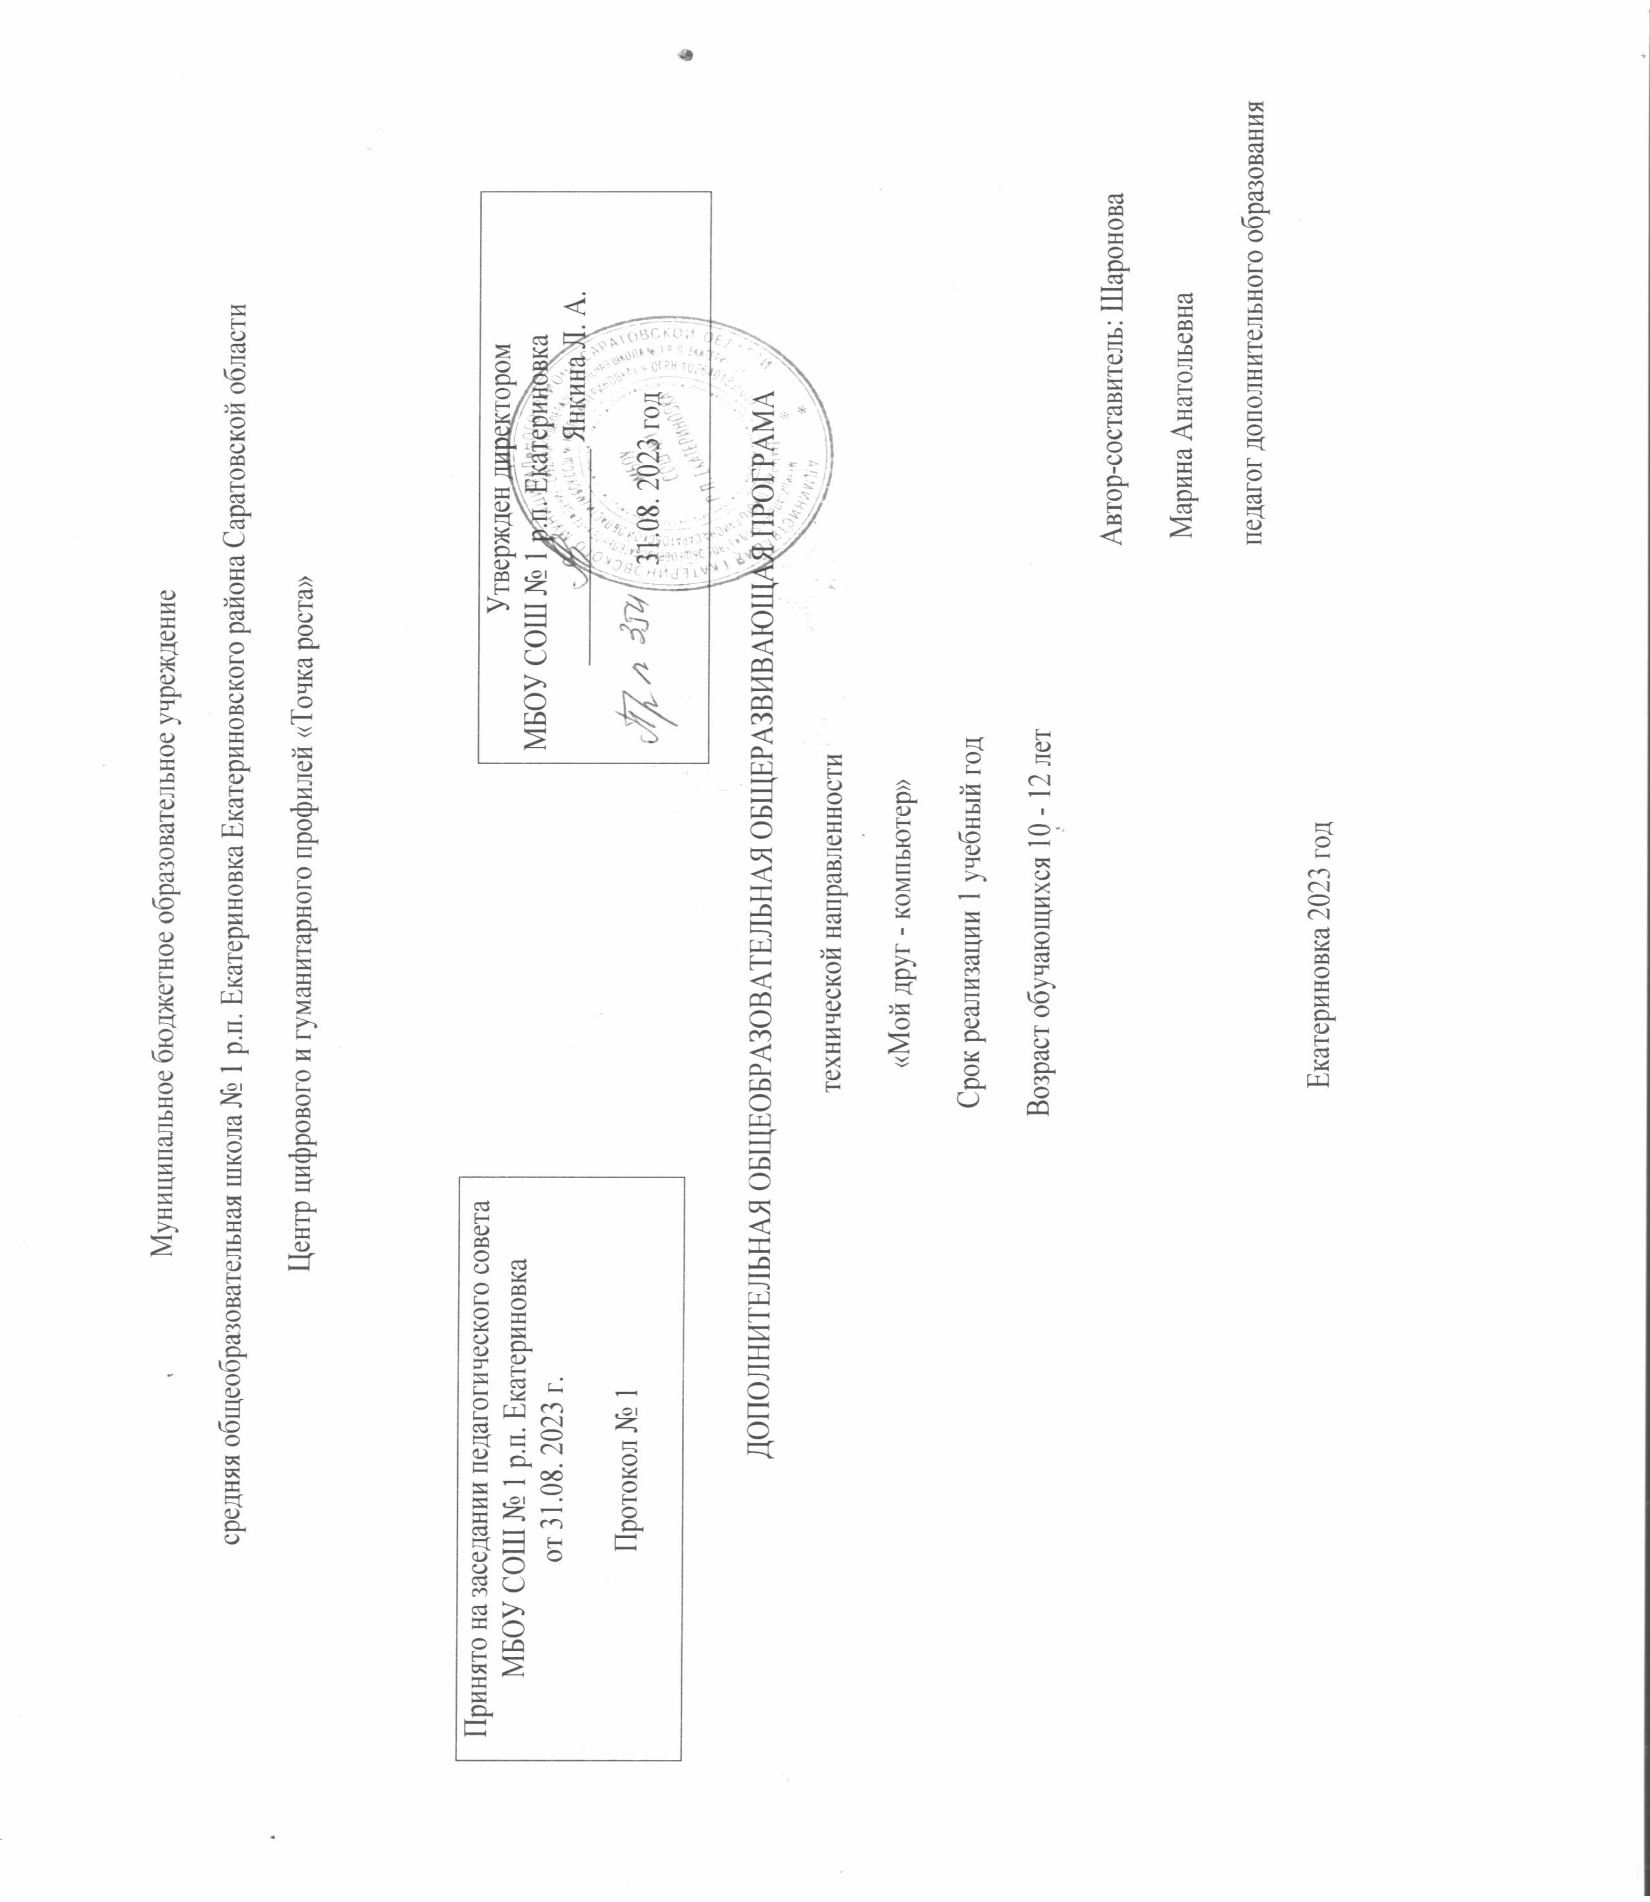 Муниципальное бюджетное образовательное учреждение
средняя общеобразовательная школа № 1 р.п. Екатериновка Екатериновского района Саратовской области
Центр цифрового и гуманитарного профилей «Точка роста»
Принято на заседании педагогического совета
МБОУ СОШ № 1 р.п. Екатериновка
от 31.08. 2023 г.
Протокол № 1
Утвержден директором
МБОУ СОШ № 1 р.п. Екатериновка
Янкина Л. А.
Пр n 354 31.08. 2023 год
ДОПОЛНИТЕЛЬНАЯ ОБЩЕОБРАЗОВАТЕЛЬНАЯ ОБЩЕРАЗВИВАЮЩАЯ ПРОГРАМА
технической направленности
«Мой друг - компьютер»
Срок реализации 1 учебный год
Возраст обучающихся 10 - 12 лет
Автор-составитель: Шаронова
Марина Анатольевна
педагог дополнительного образования
Екатериновка 2023 год